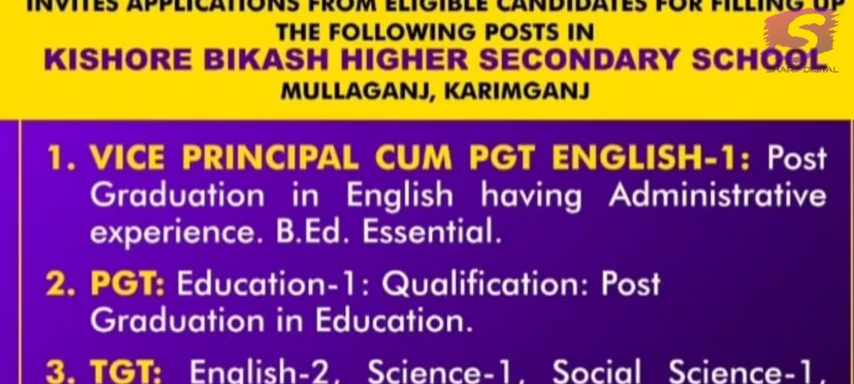 INVITES APPLICATIONS FROM ELIGIBLE CANDIDATES FOR FILLING UP
THE FOLLOWING POSTS IN
KISHORE BIKASH HIGHER SECONDARY SCHOOL
SHARIF DIGITAL
MULLAGANJ, KARIMGANJ
1. VICE PRINCIPAL CUM PGT ENGLISH-1: Post
Graduation in English having Administrative
experience. B.Ed. Essential.
2. PGT: Education-1: Qualification: Post
Graduation in Education.
3. TGT: English-2, Science-1, Social Science-1,